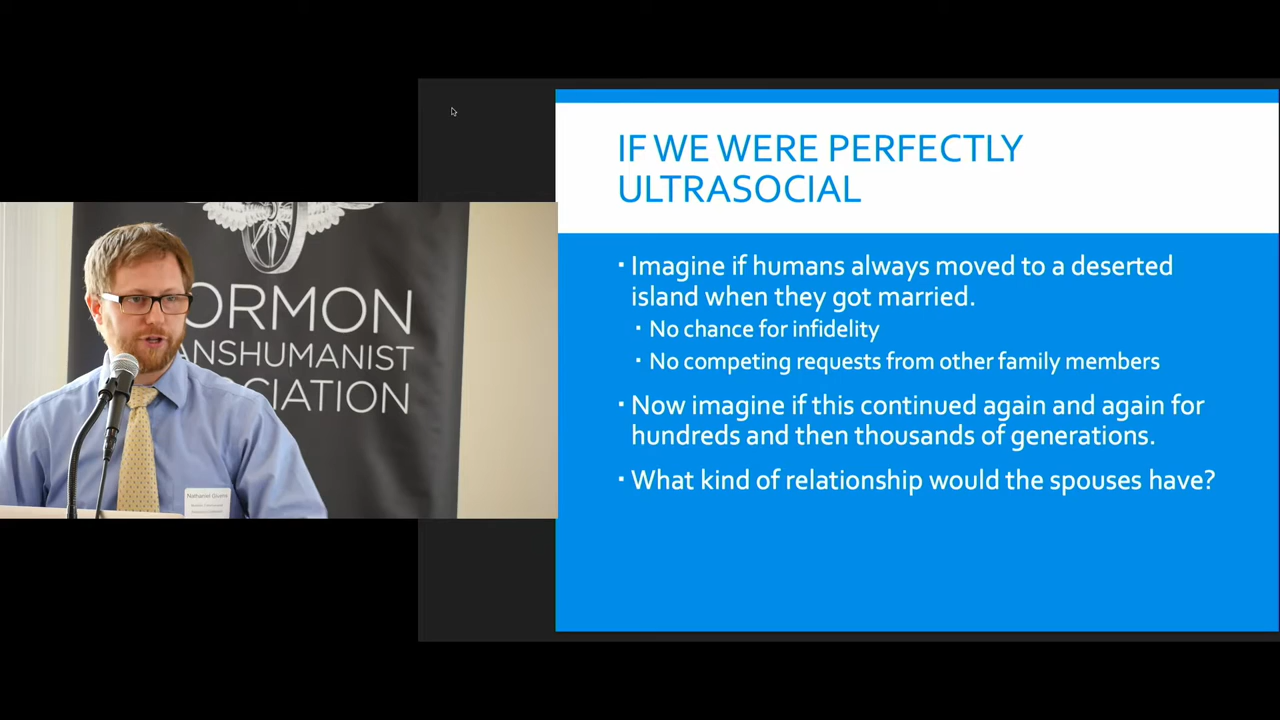 IF WE WERE PERFECTLY
ULTRASOCIAL
▪ Imagine if humans always moved to a deserted
island when they got married.
▪ No chance for infidelity
▪ No competing requests from other family members
▪ Now imagine if this continued again and again for
hundreds and then thousands of generations.
▪ What kind of relationship would the spouses have?
ORMON
ANSHUMANIST
CIATION
Nathaniel